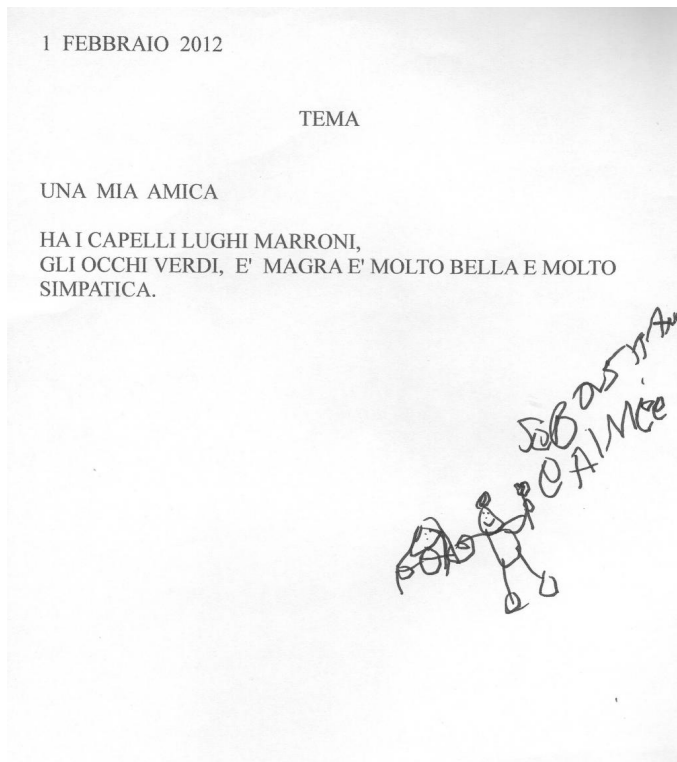 1 FEBBRAIO 2012
TEMA
UNA MIA AMICA
HA I CAPELLI LUGHI MARRONI,
GLI OCCHI VERDI, E' MAGRA E' MOLTO BELLA E MOLTO
SIMPATICA.
E AIMEE